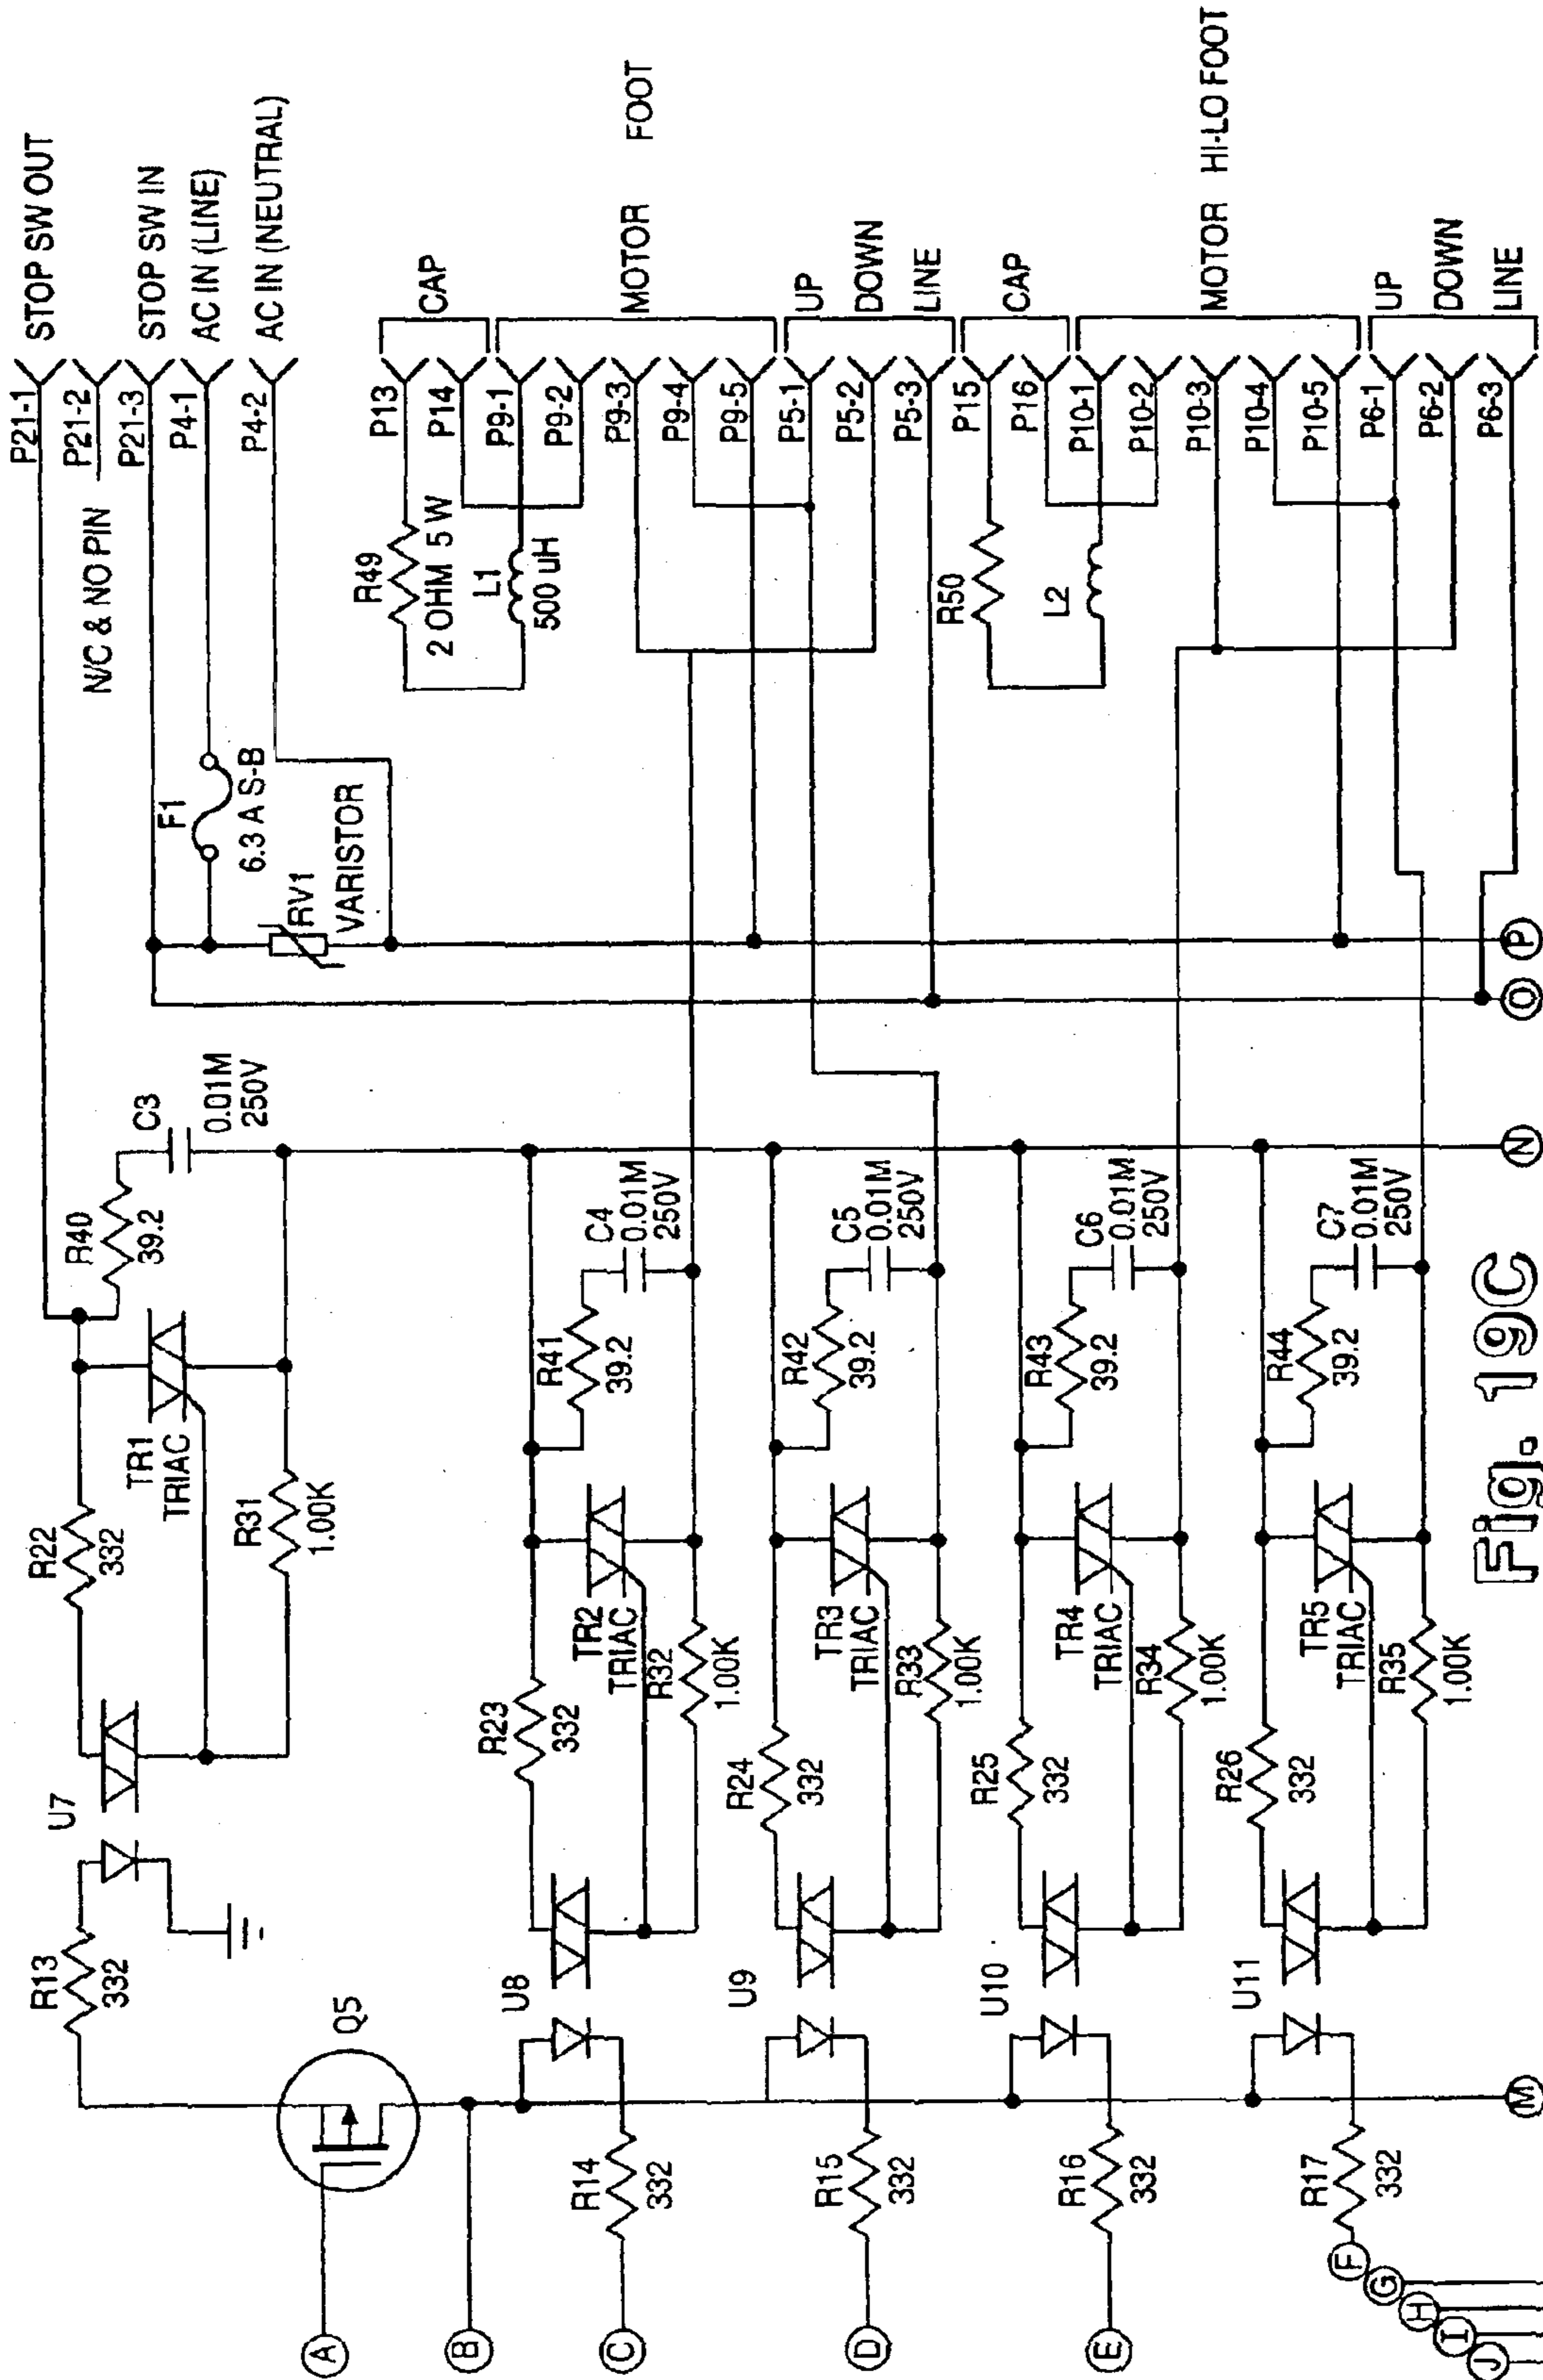 P21-1
STOP SW OUT
P21-2
N/C & NO PIN
P21-3
STOP SW IN
P4-1
AC IN (LINE)
P4-2
AC IN (NEUTRAL)
F1
6.3 A S-B
RV1
VARISTOR
P13
P14
CAP
R49
2 OHM 5 W
L1
500 uH
P9-1
P9-2
P9-3
P9-4
P9-5
MOTOR FOOT
P5-1
UP
P5-2
DOWN
P5-3
LINE
P15
P16
CAP
R50
L2
P10-1
P10-2
P10-3
P10-4
P10-5
MOTOR HI-LO FOOT
P6-1
UP
P6-2
DOWN
P6-3
LINE
R13
332
U7
R22
332
TR1
TRIAC
R31
1.00K
R40
39.2
C3
0.01M
250V
Q5
A
B
C
R14
332
U8
R23
332
TR2
TRIAC
R32
1.00K
R41
39.2
C4
0.01M
250V
D
R15
332
U9
R24
332
TR3
TRIAC
R33
1.00K
R42
39.2
C5
0.01M
250V
E
R16
332
U10
R25
332
TR4
TRIAC
R34
1.00K
R43
39.2
C6
0.01M
250V
F
R17
332
U11
R26
332
TR5
TRIAC
R35
1.00K
R44
39.2
C7
0.01M
250V
G
H
I
J
M
N
O
P
Fig. 19C